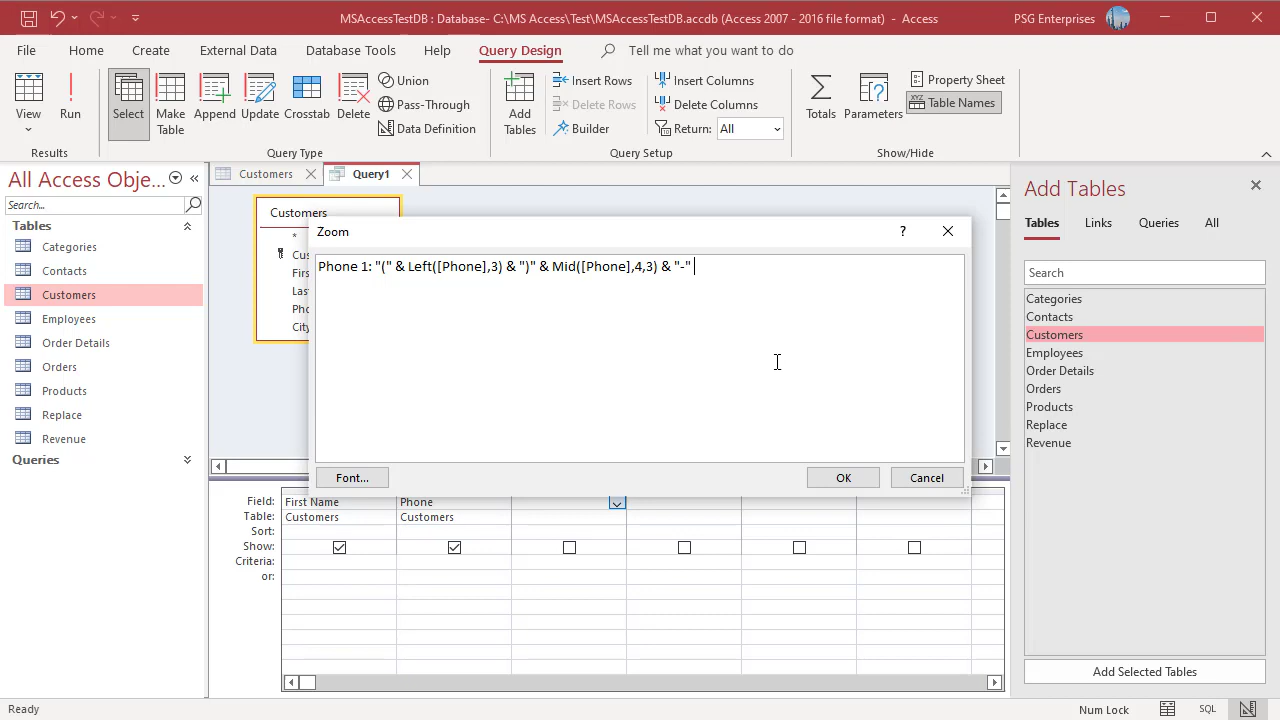 MSAccessTestDB : Database- C:\MS Access\Test\MSAccessTestDB.accdb (Access 2007 - 2016 file format) - Access
PSG Enterprises
File Home Create External Data Database Tools Help Query Design Tell me what you want to do
View
Run
Select
Make Table
Append
Update
Crosstab
Delete
Union
Pass-Through
Data Definition
Add Tables
Insert Rows
Delete Rows
Builder
Insert Columns
Delete Columns
Return: All
Totals
Parameters
Property Sheet
XYZ Table Names
Results
Query Type
Query Setup
Show/Hide
All Access Obje...
Search...
Tables
Categories
Contacts
Customers
Employees
Order Details
Orders
Products
Replace
Revenue
Queries
Customers
Query1
Customers
*
Cus
Firs
Las
Pho
City
Zoom
?
Phone 1: "(" & Left([Phone],3) & ")" & Mid([Phone],4,3) & "-"
Font...
OK
Cancel
Field: First Name Phone
Table: Customers Customers
Sort:
Show:
Criteria:
or:
Add Tables
Tables Links Queries All
Search
Categories
Contacts
Customers
Employees
Order Details
Orders
Products
Replace
Revenue
Add Selected Tables
Ready
Num Lock
SQL